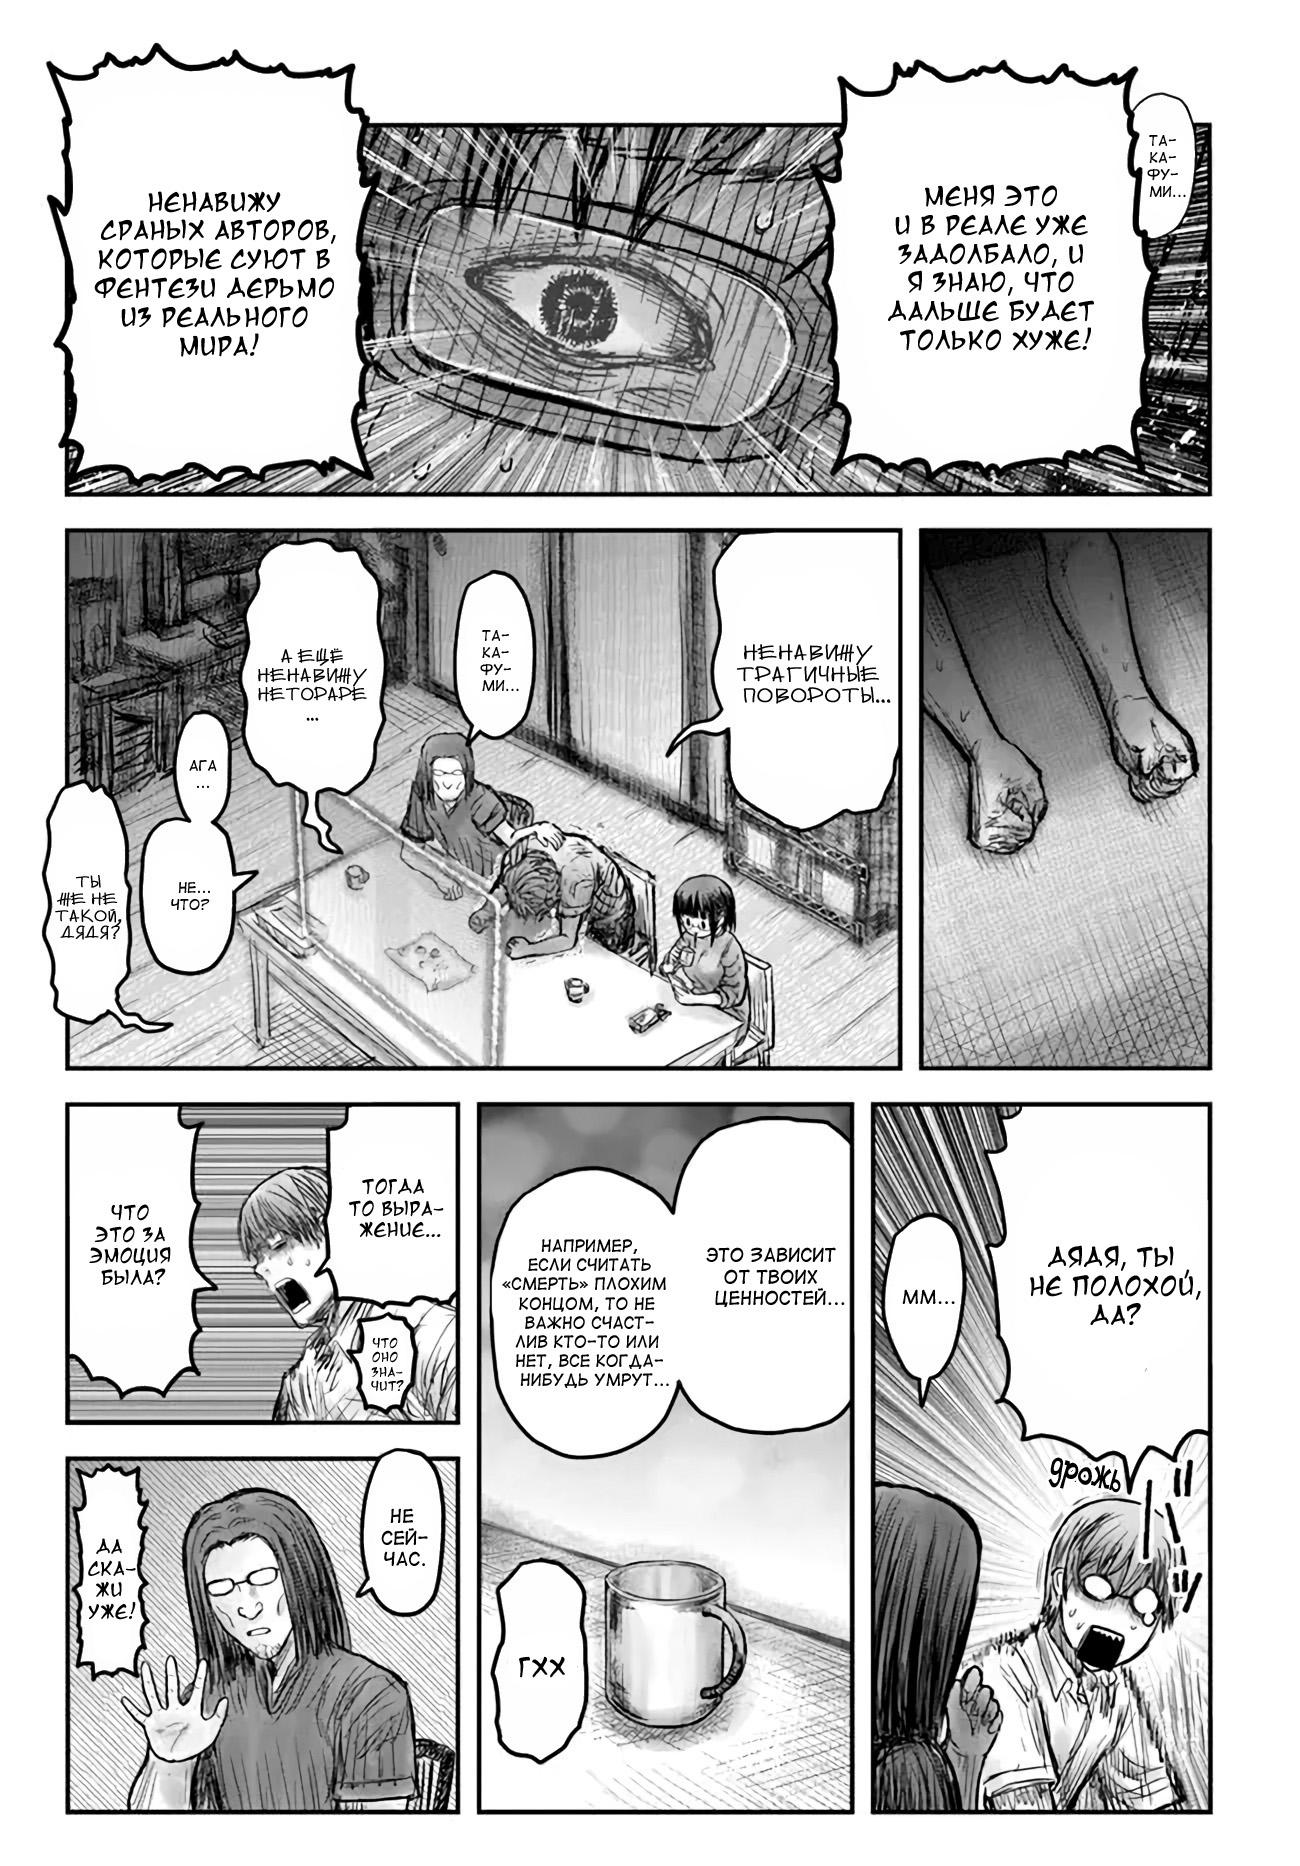 ТА-
КА-
ФУ-
МИ...
МЕНЯ ЭТО
И В РЕАЛЕ УЖЕ
ЗАДОЛБАЛО, И
Я ЗНАЮ, ЧТО
ДАЛЬШЕ БУДЕТ
ТОЛЬКО ХУЖЕ!
НЕНАВИЖУ
СРАНЫХ АВТОРОВ,
КОТОРЫЕ СУЮТ В
ФЕНТЕЗИ ДЕРЬМО
ИЗ РЕАЛЬНОГО
МИРА!
НЕНАВИЖУ
ТРАГИЧНЫЕ
ПОВОРОТЫ...
ТА-
КА-
ФУ-
МИ...
А ЕЩЁ
НЕНАВИЖУ
НЕТОРАРЕ
...
АГА
...
НЕ...
ЧТО?
ТЫ
ЖЕ НЕ
ТАКОЙ,
ДЯДЯ?
ДЯДЯ, ТЫ
НЕ ПОЛОХОЙ,
ДА?
ММ...
дрожь
ЭТО ЗАВИСИТ
ОТ ТВОИХ
ЦЕННОСТЕЙ...
НАПРИМЕР,
ЕСЛИ СЧИТАТЬ
«СМЕРТЬ» ПЛОХИМ
КОНЦОМ, ТО НЕ
ВАЖНО СЧАСТ-
ЛИВ КТО-ТО ИЛИ
НЕТ, ВСЕ КОГДА-
НИБУДЬ УМРУТ...
ГХХ
ТОГДА
ТО ВЫРА-
ЖЕНИЕ...
ЧТО
ОНО
ЗНА-
ЧИТ?
ЧТО
ЭТО ЗА
ЭМОЦИЯ
БЫЛА?
НЕ
СЕЙ-
ЧАС.
ДА
СКА-
ЖИ
УЖЕ!